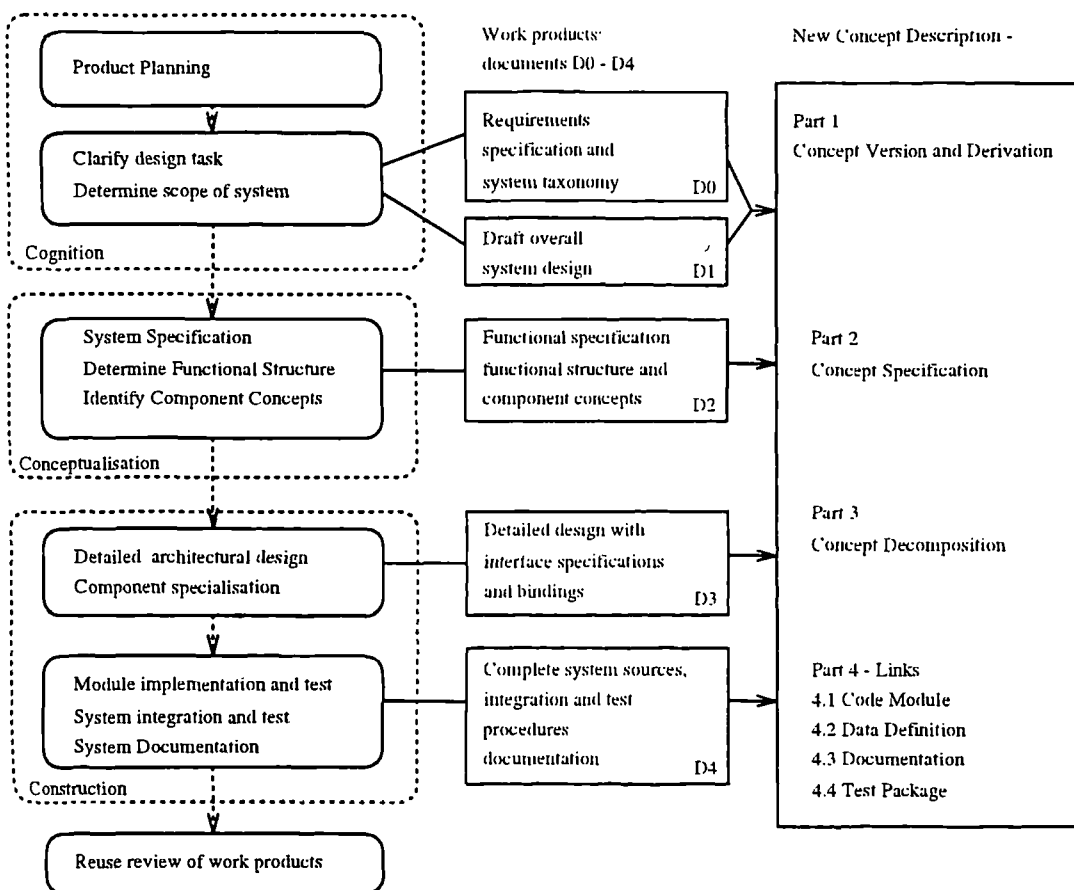 Product Planning
Clarify design task
Determine scope of system
Cognition
System Specification
Determine Functional Structure
Identify Component Concepts
Conceptualisation
Detailed architectural design
Component specialisation
Module implementation and test
System integration and test
System Documentation
Construction
Reuse review of work products
Work products:
documents D0 - D4
Requirements
specification and
system taxonomy
D0
Draft overall
system design
D1
Functional specification
functional structure and
component concepts
D2
Detailed design with
interface specifications
and bindings
D3
Complete system sources,
integration and test
procedures
documentation
D4
New Concept Description -
Part 1
Concept Version and Derivation
Part 2
Concept Specification
Part 3
Concept Decomposition
Part 4 - Links
4.1 Code Module
4.2 Data Definition
4.3 Documentation
4.4 Test Package